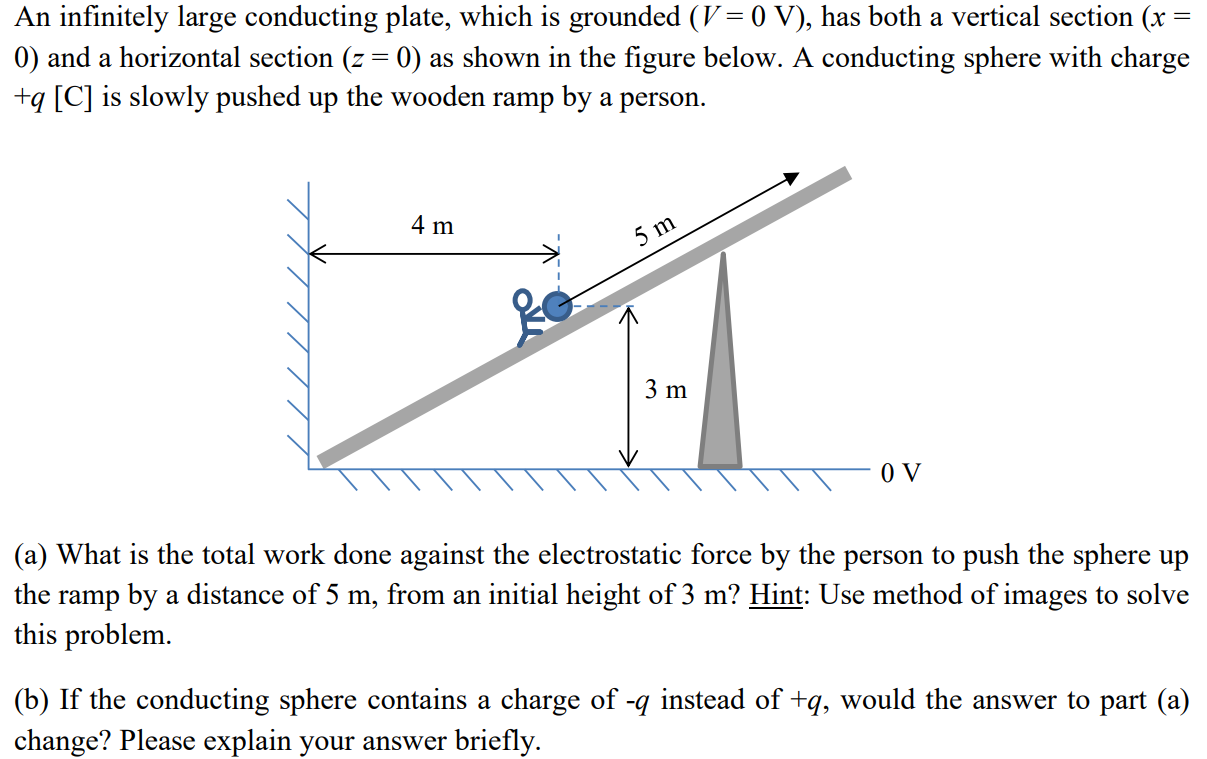 An infinitely large conducting plate, which is grounded (V = 0 V), has both a vertical section (x =
0) and a horizontal section (z = 0) as shown in the figure below. A conducting sphere with charge
+q [C] is slowly pushed up the wooden ramp by a person.
4 m
5 m
3 m
0 V
(a) What is the total work done against the electrostatic force by the person to push the sphere up
the ramp by a distance of 5 m, from an initial height of 3 m? Hint: Use method of images to solve
this problem.
(b) If the conducting sphere contains a charge of -q instead of +q, would the answer to part (a)
change? Please explain your answer briefly.